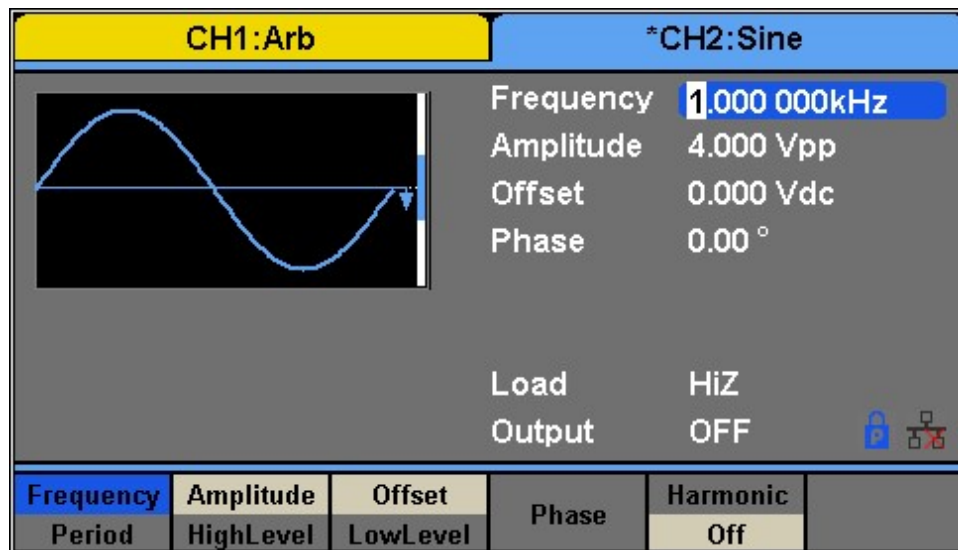 CH1:Arb *CH2:Sine
Frequency 1.000 000kHz
Amplitude 4.000 Vpp
Offset 0.000 Vdc
Phase 0.00 °
Load HiZ
Output OFF P
Frequency Amplitude Offset Phase Harmonic
Period HighLevel LowLevel Off